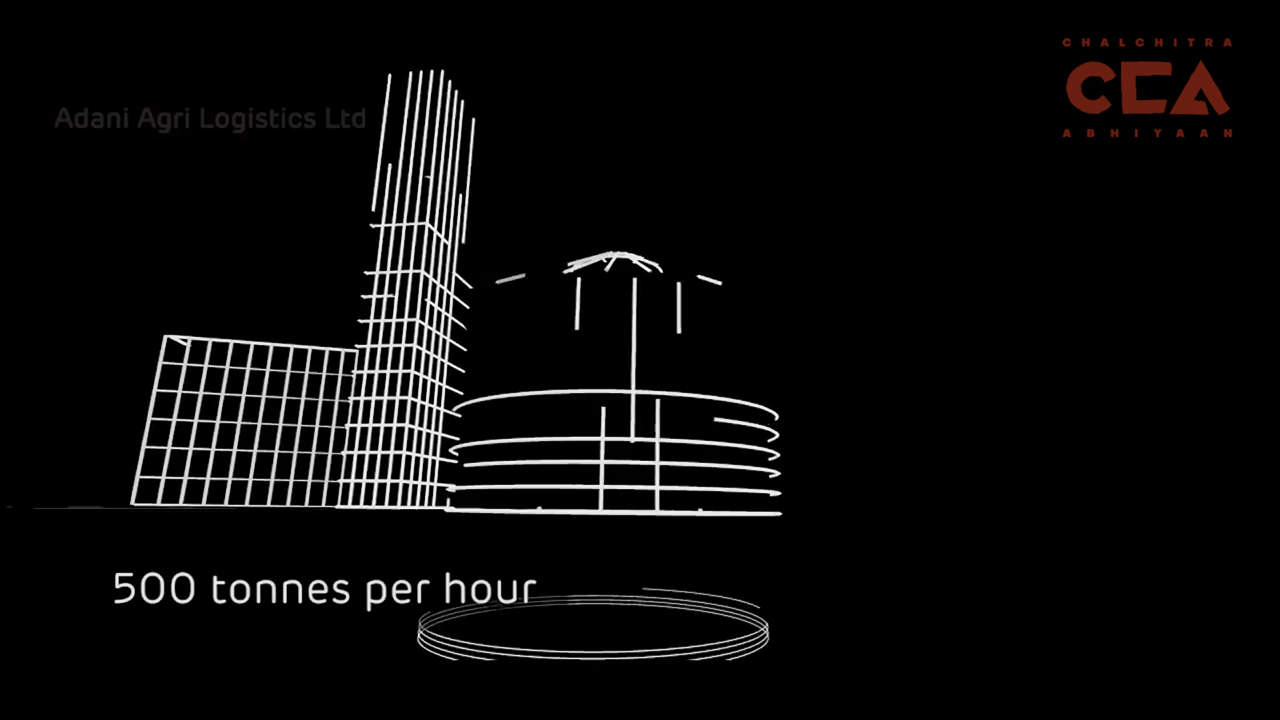 CHALCHITRA
CCA
ABHIYAAN
Adani Agri Logistics Ltd
500 tonnes per hour